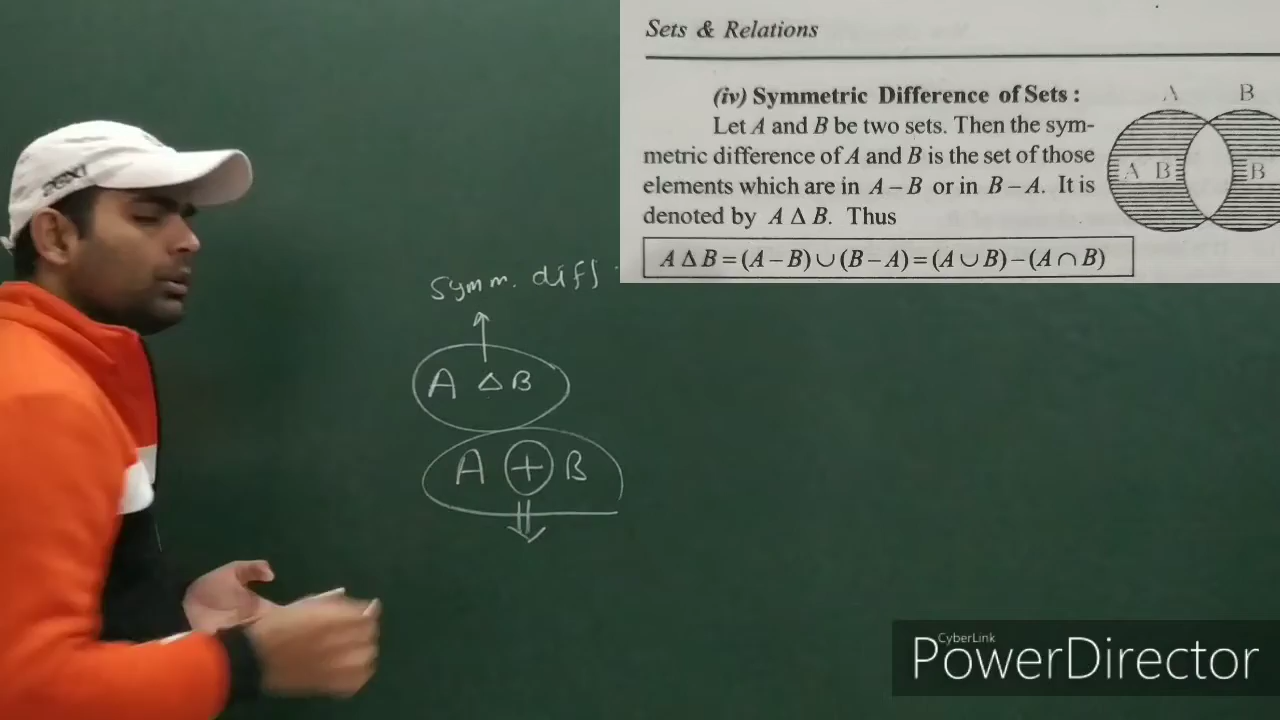 Sets & Relations
(iv) Symmetric Difference of Sets :
Let A and B be two sets. Then the sym-
metric difference of A and B is the set of those
elements which are in A – B or in B – A. It is
denoted by A Δ B. Thus
A Δ B = (A – B) ∪ (B – A) = (A ∪ B) – (A ∩ B)
A B
A B B
Symm. diff
A Δ B
A ⊕ B
CyberLink
PowerDirector